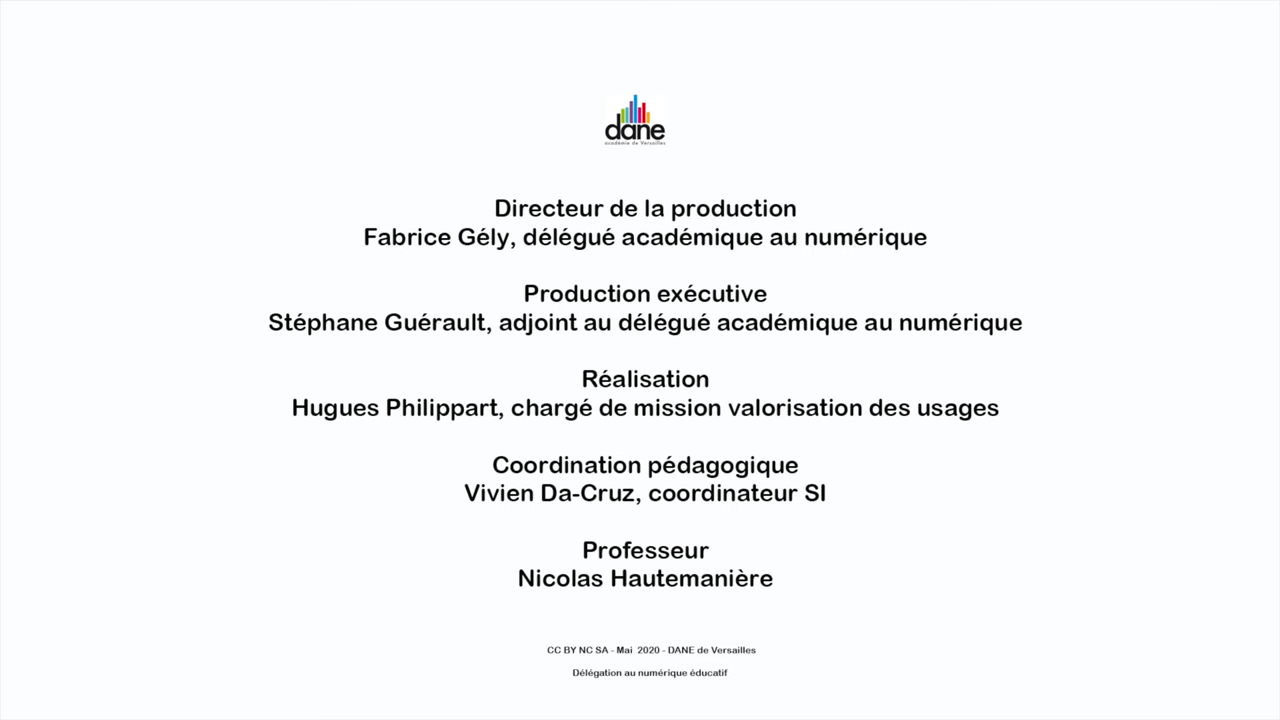 dane
académie de Versailles
Directeur de la production
Fabrice Gély, délégué académique au numérique
Production exécutive
Stéphane Guérault, adjoint au délégué académique au numérique
Réalisation
Hugues Philippart, chargé de mission valorisation des usages
Coordination pédagogique
Vivien Da-Cruz, coordinateur SI
Professeur
Nicolas Hautemanière
CC BY NC SA - Mai 2020 - DANE de Versailles
Délégation au numérique éducatif